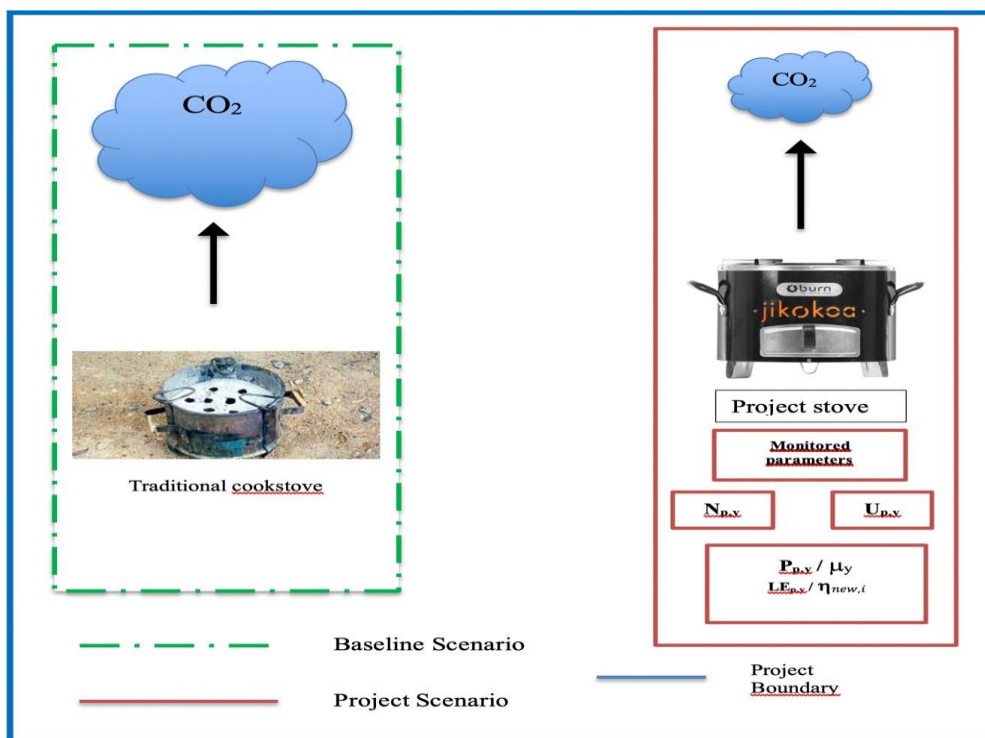 CO₂
Traditional cookstove
CO₂
burn
jikokoa
Project stove
Monitored
parameters
Np,y
Up,y
Pp,y / μy
LEp,y / ηnew,i
Baseline Scenario
Project Scenario
Project
Boundary